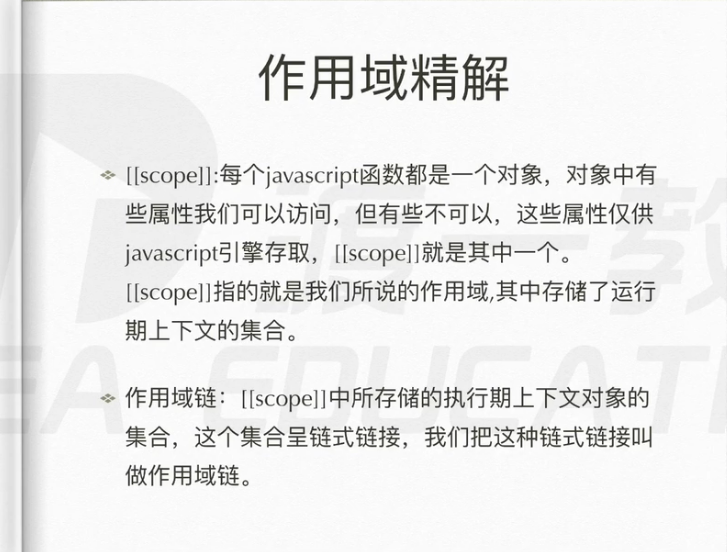 作用域精解
[[scope]]:每个javascript函数都是一个对象，对象中有
些属性我们可以访问，但有些不可以，这些属性仅供
javascript引擎存取，[[scope]]就是其中一个。
[[scope]]指的就是我们所说的作用域,其中存储了运行
期上下文的集合。
作用域链：[[scope]]中所存储的执行期上下文对象的
集合，这个集合呈链式链接，我们把这种链式链接叫
做作用域链。
渡一教
EA EDUCATI